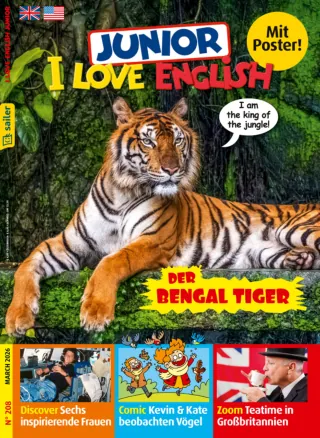 JUNIOR
I LOVE ENGLISH
Mit
Poster!
I am
the king of
the jungle!
sailer
DER
BENGAL TIGER
MARCH 2026
N° 208
Discover Sechs
inspirierende Frauen
Comic Kevin & Kate
beobachten Vögel
Zoom Teatime in
Großbritannien